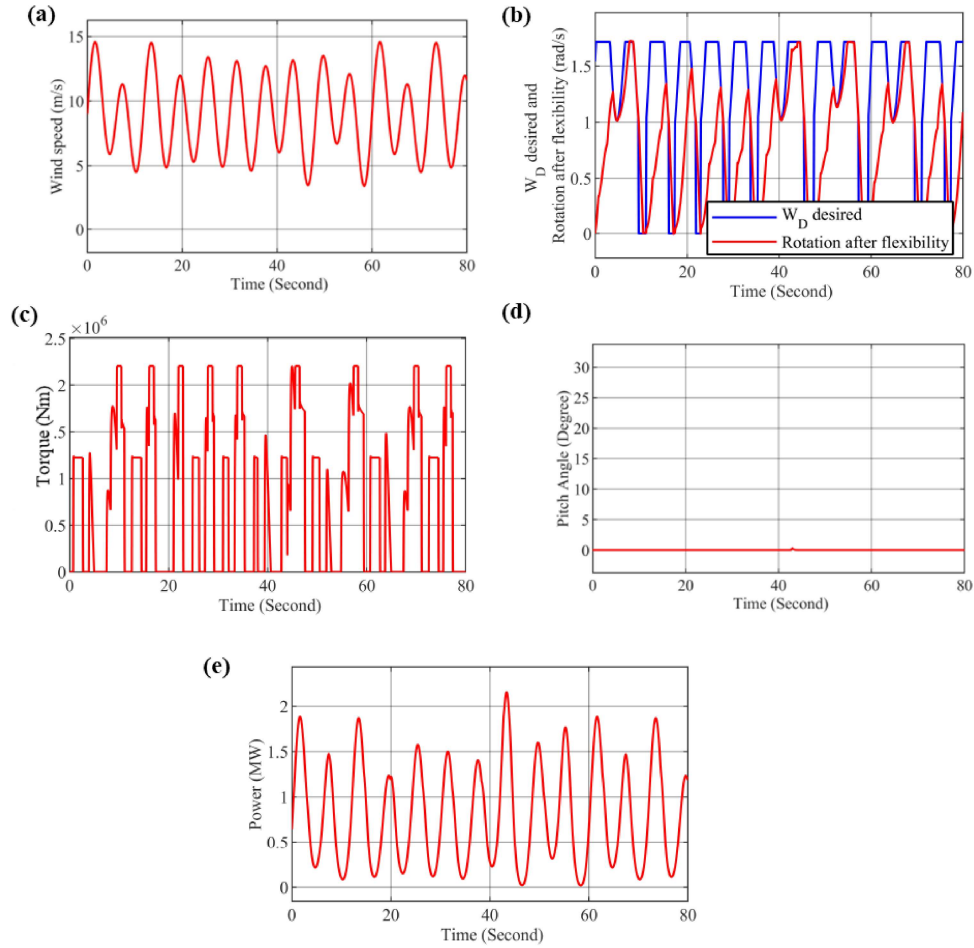 (a)
15
10
5
0
Wind speed (m/s)
0 20 40 60 80
Time (Second)
(b)
1.5
1
0.5
0
W_D desired and
Rotation after flexibility (rad/s)
W_D desired
Rotation after flexibility
0 20 40 60 80
Time (Second)
(c)
×10^6
2.5
2
1.5
1
0.5
0
Torque (Nm)
0 20 40 60 80
Time (Second)
(d)
30
25
20
15
10
5
0
Pitch Angle (Degree)
0 20 40 60 80
Time (Second)
(e)
2
1.5
1
0.5
0
Power (MW)
0 20 40 60 80
Time (Second)